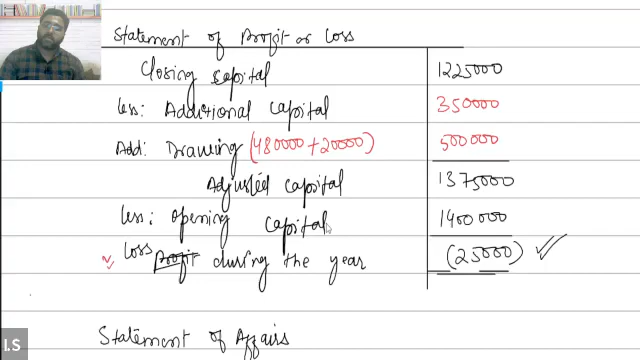 Statement of Profit or Loss
Closing Capital 1225000
less: Additional Capital 350000
Add: Drawing (480000+20000) 500000
Adjusted Capital 1375000
less: Opening Capital 1400000
Loss Profit during the year (25000)
Statement of Affairs
I.S